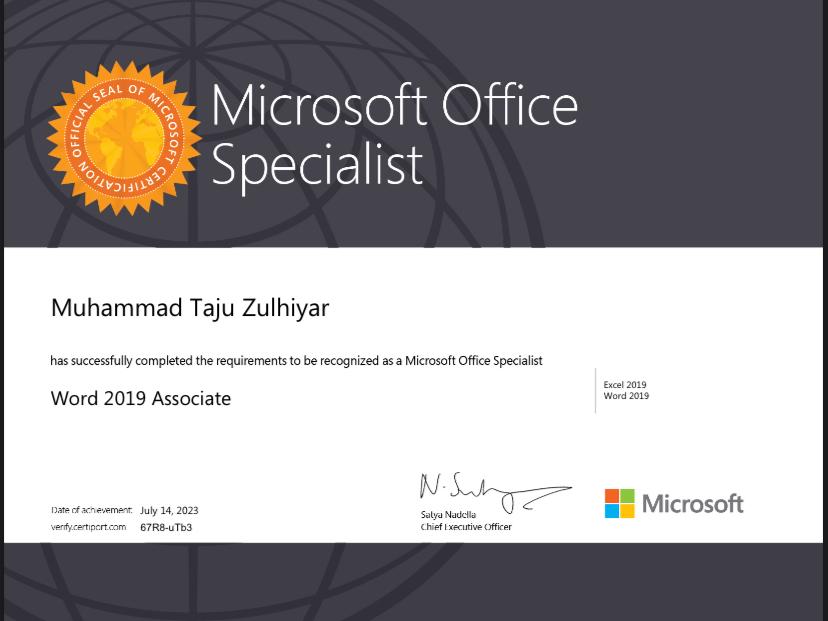 OFFICIAL SEAL OF MICROSOFT CERTIFICATION
Microsoft Office
Specialist
Muhammad Taju Zulhiyar
has successfully completed the requirements to be recognized as a Microsoft Office Specialist
Word 2019 Associate
Excel 2019
Word 2019
Date of achievement: July 14, 2023
verify.certiport.com 67R8-uTb3
Satya Nadella
Chief Executive Officer
Microsoft